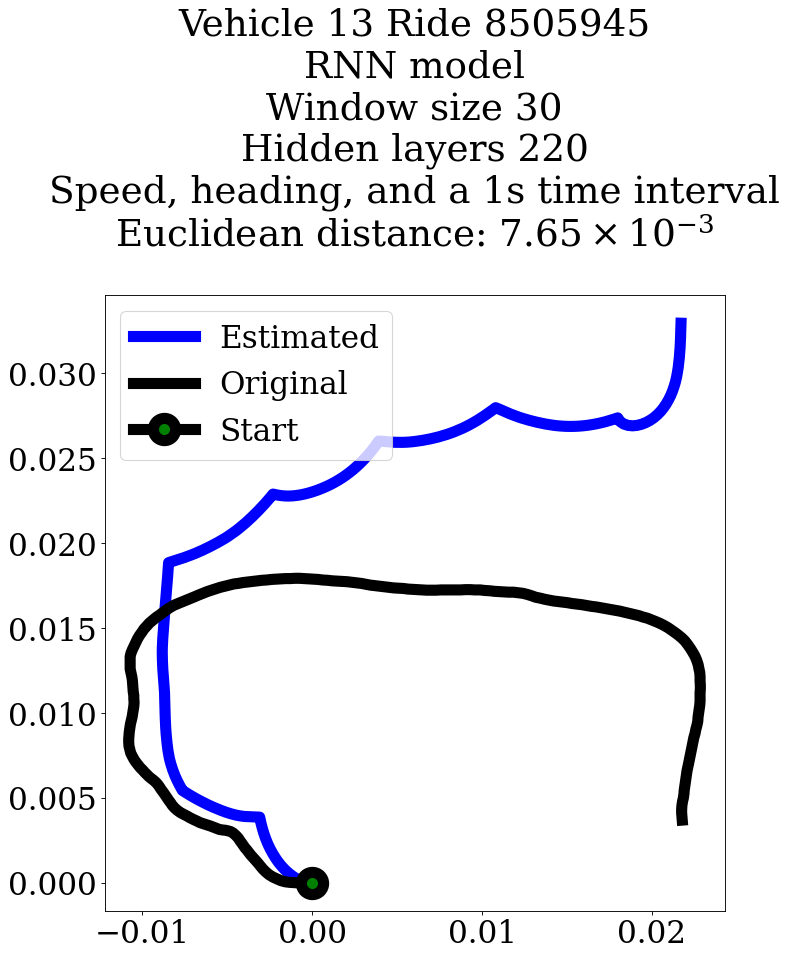 Vehicle 13 Ride 8505945
RNN model
Window size 30
Hidden layers 220
Speed, heading, and a 1s time interval
Euclidean distance: 7.65 × 10⁻³
Estimated
Original
Start
0.030
0.025
0.020
0.015
0.010
0.005
0.000
−0.01 0.00 0.01 0.02